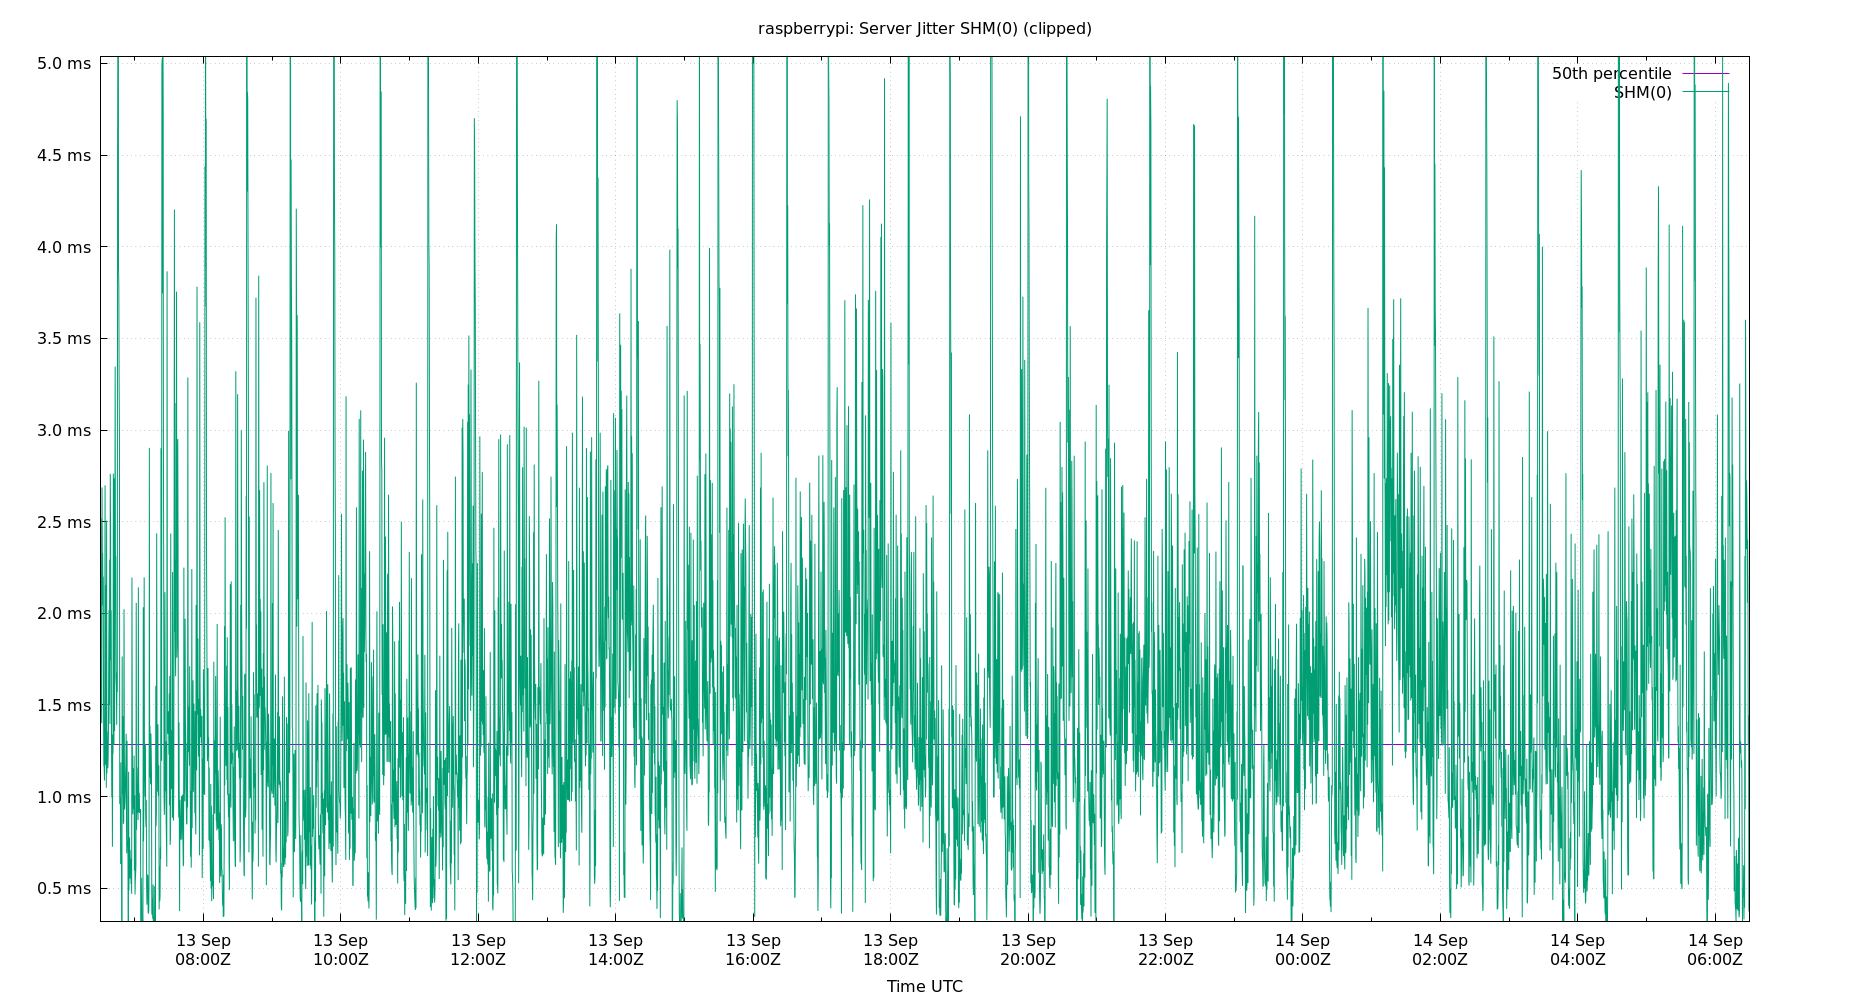 raspberrypi: Server Jitter SHM(0) (clipped)
50th percentile
SHM(0)
5.0 ms
4.5 ms
4.0 ms
3.5 ms
3.0 ms
2.5 ms
2.0 ms
1.5 ms
1.0 ms
0.5 ms
13 Sep 13 Sep 13 Sep 13 Sep 13 Sep 13 Sep 13 Sep 13 Sep 14 Sep 14 Sep 14 Sep 14 Sep
08:00Z 10:00Z 12:00Z 14:00Z 16:00Z 18:00Z 20:00Z 22:00Z 00:00Z 02:00Z 04:00Z 06:00Z
Time UTC